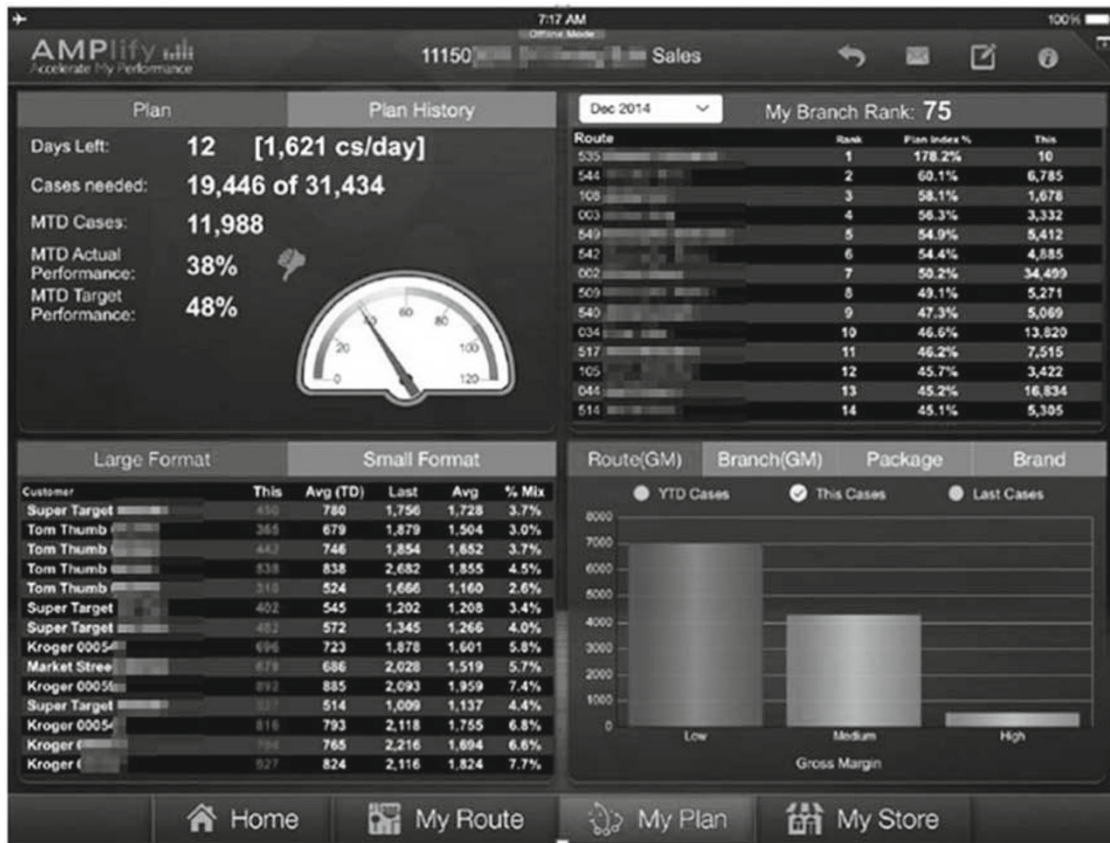 7:17 AM
100%
Offline Mode
AMPlify
Accelerate My Performance
11150 Sales
Plan
Plan History
Days Left: 12 [1,621 cs/day]
Cases needed: 19,446 of 31,434
MTD Cases: 11,988
MTD Actual
Performance: 38%
MTD Target
Performance: 48%
0 20 40 60 80 100 120
Dec 2014
My Branch Rank: 75
Route Rank Plan Index % This
535 1 178.2% 10
544 2 60.1% 6,785
108 3 58.1% 1,678
003 4 56.3% 3,332
549 5 54.9% 5,412
542 6 54.4% 4,885
002 7 50.2% 34,499
509 8 49.1% 5,271
540 9 47.3% 5,069
034 10 46.6% 13,820
517 11 46.2% 7,515
105 12 45.7% 3,422
044 13 45.2% 16,834
514 14 45.1% 5,305
Large Format
Small Format
Customer This Avg (TD) Last Avg % Mix
Super Target 780 1,756 1,728 3.7%
Tom Thumb 365 679 1,879 1,504 3.0%
Tom Thumb 442 746 1,854 1,652 3.7%
Tom Thumb 538 838 2,682 1,855 4.5%
Tom Thumb 310 524 1,666 1,160 2.6%
Super Target 402 545 1,202 1,208 3.4%
Super Target 482 572 1,345 1,266 4.0%
Kroger 00054 696 723 1,878 1,601 5.8%
Market Stree 679 686 2,028 1,519 5.7%
Kroger 0005 892 885 2,093 1,959 7.4%
Super Target 514 1,009 1,137 4.4%
Kroger 00054 816 793 2,118 1,755 6.8%
Kroger 765 2,216 1,694 6.6%
Kroger 927 824 2,116 1,824 7.7%
Route(GM) Branch(GM) Package Brand
YTD Cases This Cases Last Cases
8000
7000
6000
5000
4000
3000
2000
1000
0
Low Medium High
Gross Margin
Home My Route My Plan My Store